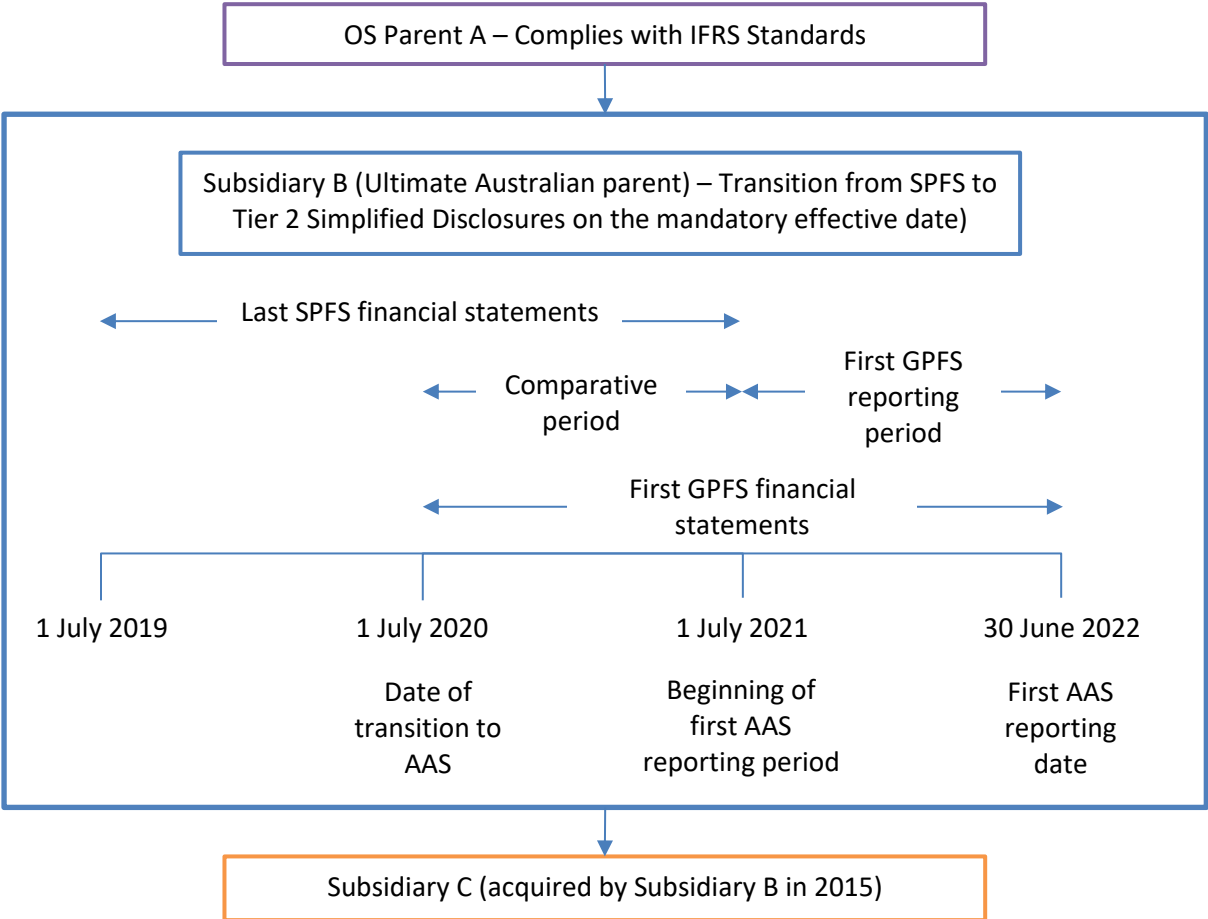 OS Parent A – Complies with IFRS Standards
Subsidiary B (Ultimate Australian parent) – Transition from SPFS to
Tier 2 Simplified Disclosures on the mandatory effective date)
Last SPFS financial statements
Comparative
period
First GPFS
reporting
period
First GPFS financial
statements
1 July 2019
1 July 2020
1 July 2021
30 June 2022
Date of
transition to
AAS
Beginning of
first AAS
reporting period
First AAS
reporting
date
Subsidiary C (acquired by Subsidiary B in 2015)